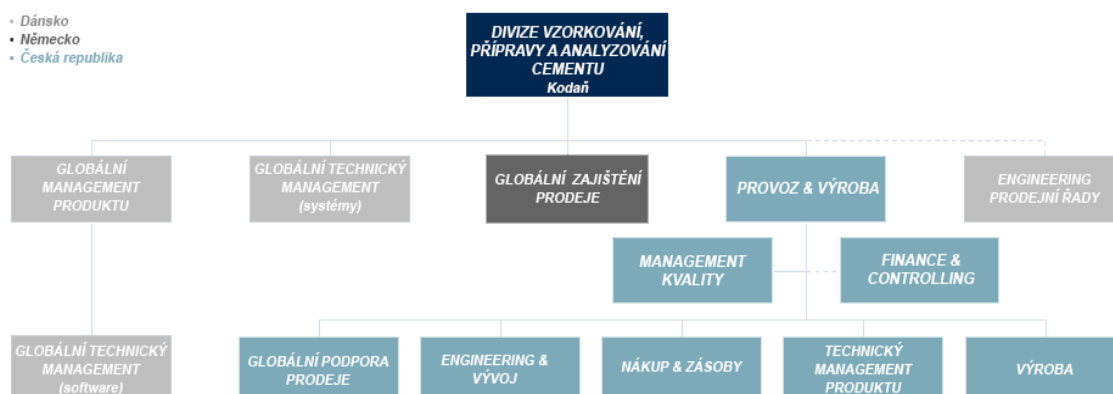 • Dánsko
• Německo
• Česká republika
DIVIZE VZORKOVÁNÍ,
PŘÍPRAVY A ANALYZOVÁNÍ
CEMENTU
Kodaň
GLOBÁLNÍ
MANAGEMENT
PRODUKTU
GLOBÁLNÍ TECHNICKÝ
MANAGEMENT
(systémy)
GLOBÁLNÍ ZAJIŠTĚNÍ
PRODEJE
PROVOZ & VÝROBA
ENGINEERING
PRODEJNÍ ŘADY
MANAGEMENT
KVALITY
FINANCE &
CONTROLLING
GLOBÁLNÍ TECHNICKÝ
MANAGEMENT
(software)
GLOBÁLNÍ PODPORA
PRODEJE
ENGINEERING &
VÝVOJ
NÁKUP & ZÁSOBY
TECHNICKÝ
MANAGEMENT
PRODUKTU
VÝROBA